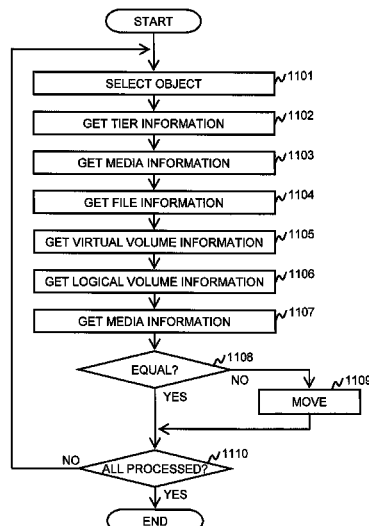 START
SELECT OBJECT
1101
GET TIER INFORMATION
1102
GET MEDIA INFORMATION
1103
GET FILE INFORMATION
1104
GET VIRTUAL VOLUME INFORMATION
1105
GET LOGICAL VOLUME INFORMATION
1106
GET MEDIA INFORMATION
1107
EQUAL?
1108
NO
MOVE
1109
YES
NO
ALL PROCESSED?
1110
YES
END